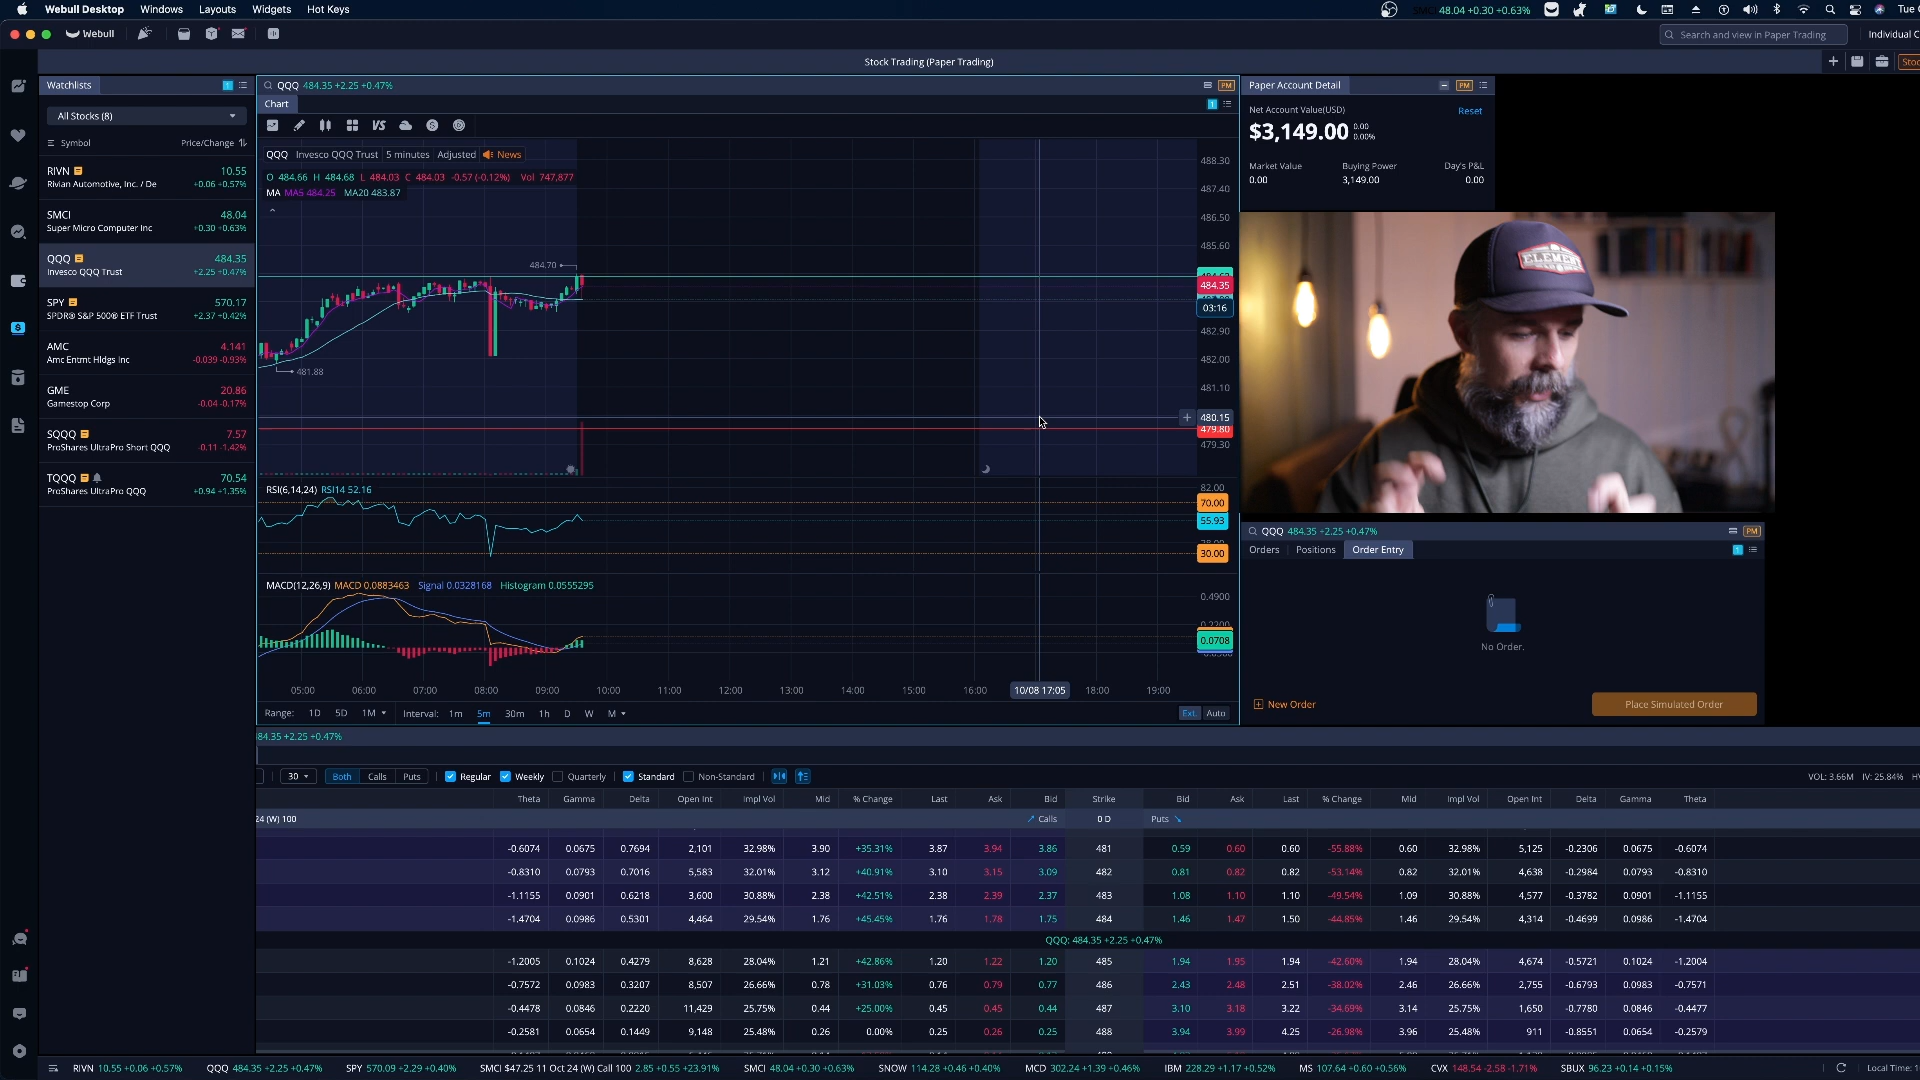 Webull Desktop Windows Layouts Widgets Hot Keys
48.04 +0.30 +0.63%
Tue
Webull
Search and view in Paper Trading
Individual C
Stock Trading (Paper Trading)
Stoc
Watchlists
1
All Stocks (8)
Symbol Price/Change
RIVN 10.55
Rivian Automotive, Inc. / De +0.06 +0.57%
SMCI 48.04
Super Micro Computer Inc +0.30 +0.63%
QQQ 484.35
Invesco QQQ Trust +2.25 +0.47%
SPY 570.17
SPDR® S&P 500® ETF Trust +2.37 +0.42%
AMC 4.141
Amc Entmt Hldgs Inc -0.039 -0.93%
GME 20.86
Gamestop Corp -0.04 -0.17%
SQQQ 7.57
ProShares UltraPro Short QQQ -0.11 -1.42%
TQQQ 70.54
ProShares UltraPro QQQ +0.94 +1.35%
QQQ 484.35 +2.25 +0.47% PM
Chart 1
VS
QQQ Invesco QQQ Trust 5 minutes Adjusted News
O 484.66 H 484.68 L 484.03 C 484.03 -0.57 (-0.12%) Vol 747,877
MA MA5 484.25 MA20 483.87
484.70
481.88
488.30
487.40
486.50
485.60
484.35
03:16
482.90
482.00
481.10
480.15
479.80
479.30
RSI(6,14,24) RSI14 52.16
82.00
70.00
55.93
30.00
MACD(12,26,9) MACD 0.0883463 Signal 0.0328168 Histogram 0.0555295
0.4900
0.0708
05:00 06:00 07:00 08:00 09:00 10:00 11:00 12:00 13:00 14:00 15:00 16:00 10/08 17:05 18:00 19:00
Range: 1D 5D 1M Interval: 1m 5m 30m 1h D W M Ext. Auto
Paper Account Detail PM
Net Account Value(USD) Reset
$3,149.00 0.00
0.00%
Market Value Buying Power Day's P&L
0.00 3,149.00 0.00
ELEMENT
QQQ 484.35 +2.25 +0.47% PM
Orders Positions Order Entry 1
No Order.
New Order Place Simulated Order
84.35 +2.25 +0.47%
30 Both Calls Puts Regular Weekly Quarterly Standard Non-Standard VOL: 3.66M IV: 25.84% H
Theta Gamma Delta Open Int Impl Vol Mid % Change Last Ask Bid Strike Bid Ask Last % Change Mid Impl Vol Open Int Delta Gamma Theta
24 (W) 100 Calls 0 D Puts
-0.6074 0.0675 0.7694 2,101 32.98% 3.90 +35.31% 3.87 3.94 3.86 481 0.59 0.60 0.60 -55.88% 0.60 32.98% 5,125 -0.2306 0.0675 -0.6074
-0.8310 0.0793 0.7016 5,583 32.01% 3.12 +40.91% 3.10 3.15 3.09 482 0.81 0.82 0.82 -53.14% 0.82 32.01% 4,638 -0.2984 0.0793 -0.8310
-1.1155 0.0901 0.6218 3,600 30.88% 2.38 +42.51% 2.38 2.39 2.37 483 1.08 1.10 1.10 -49.54% 1.09 30.88% 4,577 -0.3782 0.0901 -1.1155
-1.4704 0.0986 0.5301 4,464 29.54% 1.76 +45.45% 1.76 1.78 1.75 484 1.46 1.47 1.50 -44.85% 1.46 29.54% 4,314 -0.4699 0.0986 -1.4704
QQQ: 484.35 +2.25 +0.47%
-1.2005 0.1024 0.4279 8,628 28.04% 1.21 +42.86% 1.20 1.22 1.20 485 1.94 1.95 1.94 -42.60% 1.94 28.04% 4,674 -0.5721 0.1024 -1.2004
-0.7572 0.0983 0.3207 8,507 26.66% 0.78 +31.03% 0.76 0.79 0.77 486 2.43 2.48 2.51 -38.02% 2.46 26.66% 2,755 -0.6793 0.0983 -0.7571
-0.4478 0.0846 0.2220 11,429 25.75% 0.44 +25.00% 0.45 0.45 0.44 487 3.10 3.18 3.22 -34.69% 3.14 25.75% 1,650 -0.7780 0.0846 -0.4477
-0.2581 0.0654 0.1449 9,148 25.48% 0.26 0.00% 0.25 0.26 0.25 488 3.94 3.99 4.25 -26.98% 3.96 25.48% 911 -0.8551 0.0654 -0.2579
RIVN 10.55 +0.06 +0.57% QQQ 484.35 +2.25 +0.47% SPY 570.09 +2.29 +0.40% SMCI $47.25 11 Oct 24 (W) Call 100 2.85 +0.55 +23.91% SMCI 48.04 +0.30 +0.63% SNOW 114.28 +0.46 +0.40% MCD 302.24 +1.39 +0.46% IBM 228.29 +1.17 +0.52% MS 107.64 +0.60 +0.56% CVX 148.54 -2.58 -1.71% SBUX 96.23 +0.14 +0.15% Local Time: 1